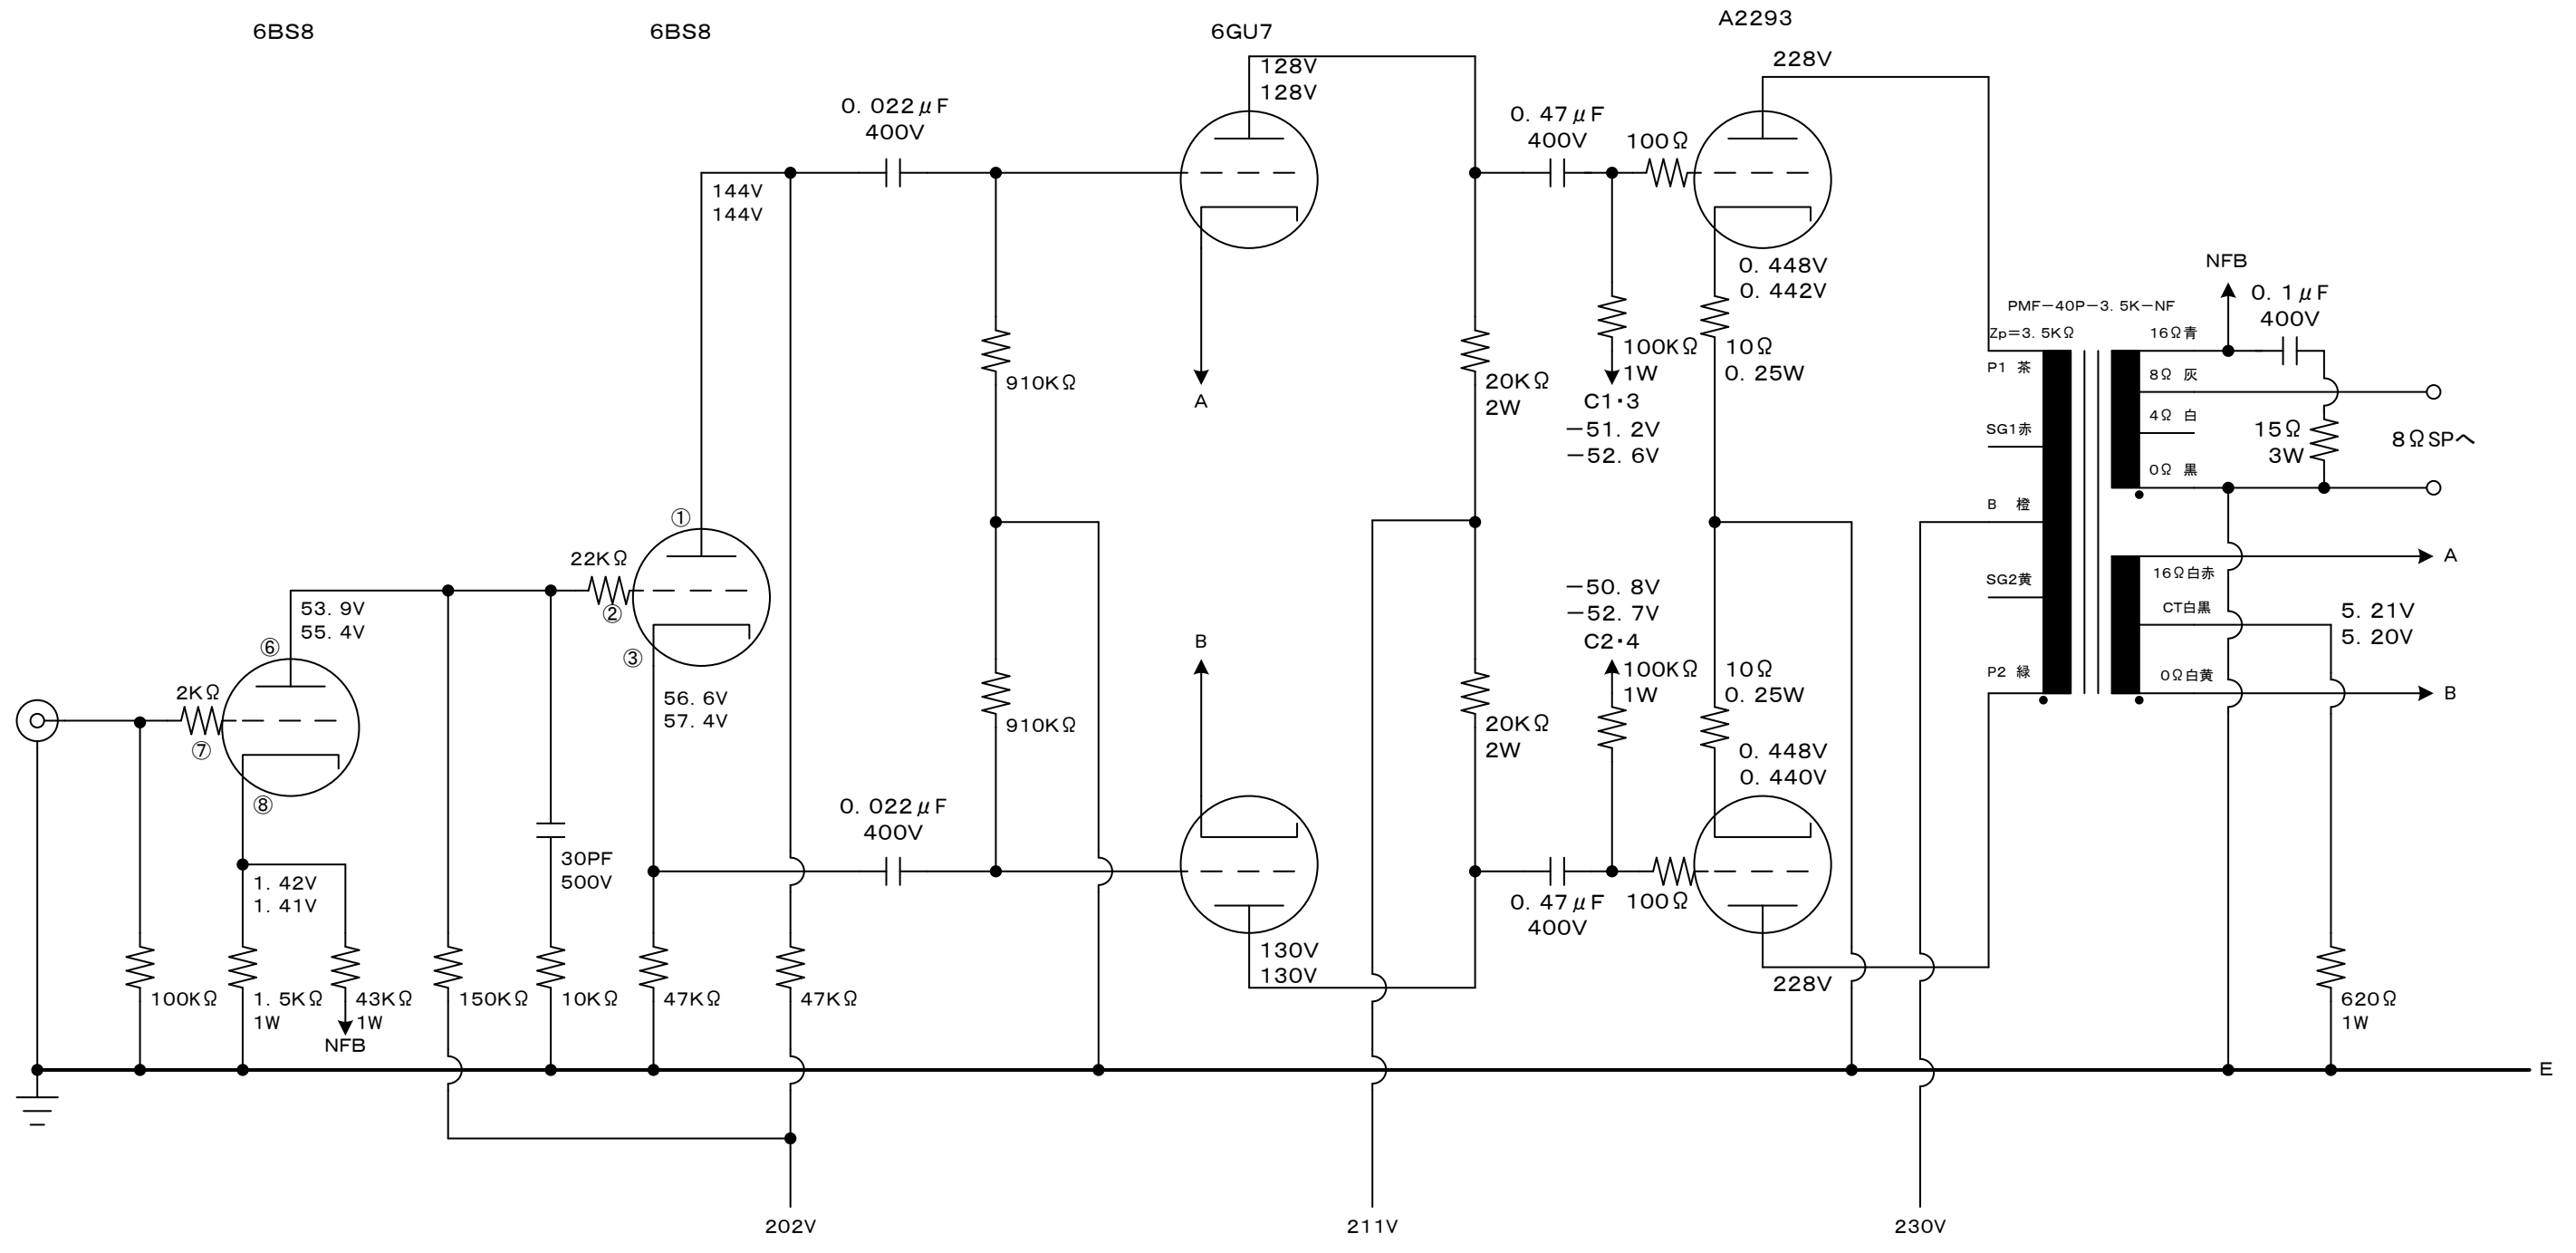 6BS8
6BS8
6GU7
A2293
128V
128V
228V
0.022μF
400V
0.47μF
400V
100Ω
144V
144V
0.448V
0.442V
NFB
0.1μF
400V
PMF-40P-3.5K-NF
Zp=3.5KΩ
16Ω青
P1 茶
8Ω 灰
910KΩ
A
20KΩ
2W
100KΩ
1W
C1・3
-51.2V
-52.6V
10Ω
0.25W
SG1赤
4Ω 白
15Ω
3W
8ΩSPへ
0Ω 黒
B 橙
①
22KΩ
②
③
53.9V
55.4V
⑥
2KΩ
⑦
⑧
56.6V
57.4V
910KΩ
B
20KΩ
2W
-50.8V
-52.7V
C2・4
100KΩ
1W
10Ω
0.25W
SG2黄
P2 緑
16Ω白赤
CT白黒
0Ω白黄
A
5.21V
5.20V
B
0.448V
0.440V
0.022μF
400V
30PF
500V
1.42V
1.41V
0.47μF
400V
100Ω
130V
130V
228V
100KΩ
1.5KΩ
1W
43KΩ
1W
NFB
150KΩ
10KΩ
47KΩ
47KΩ
620Ω
1W
E
202V
211V
230V